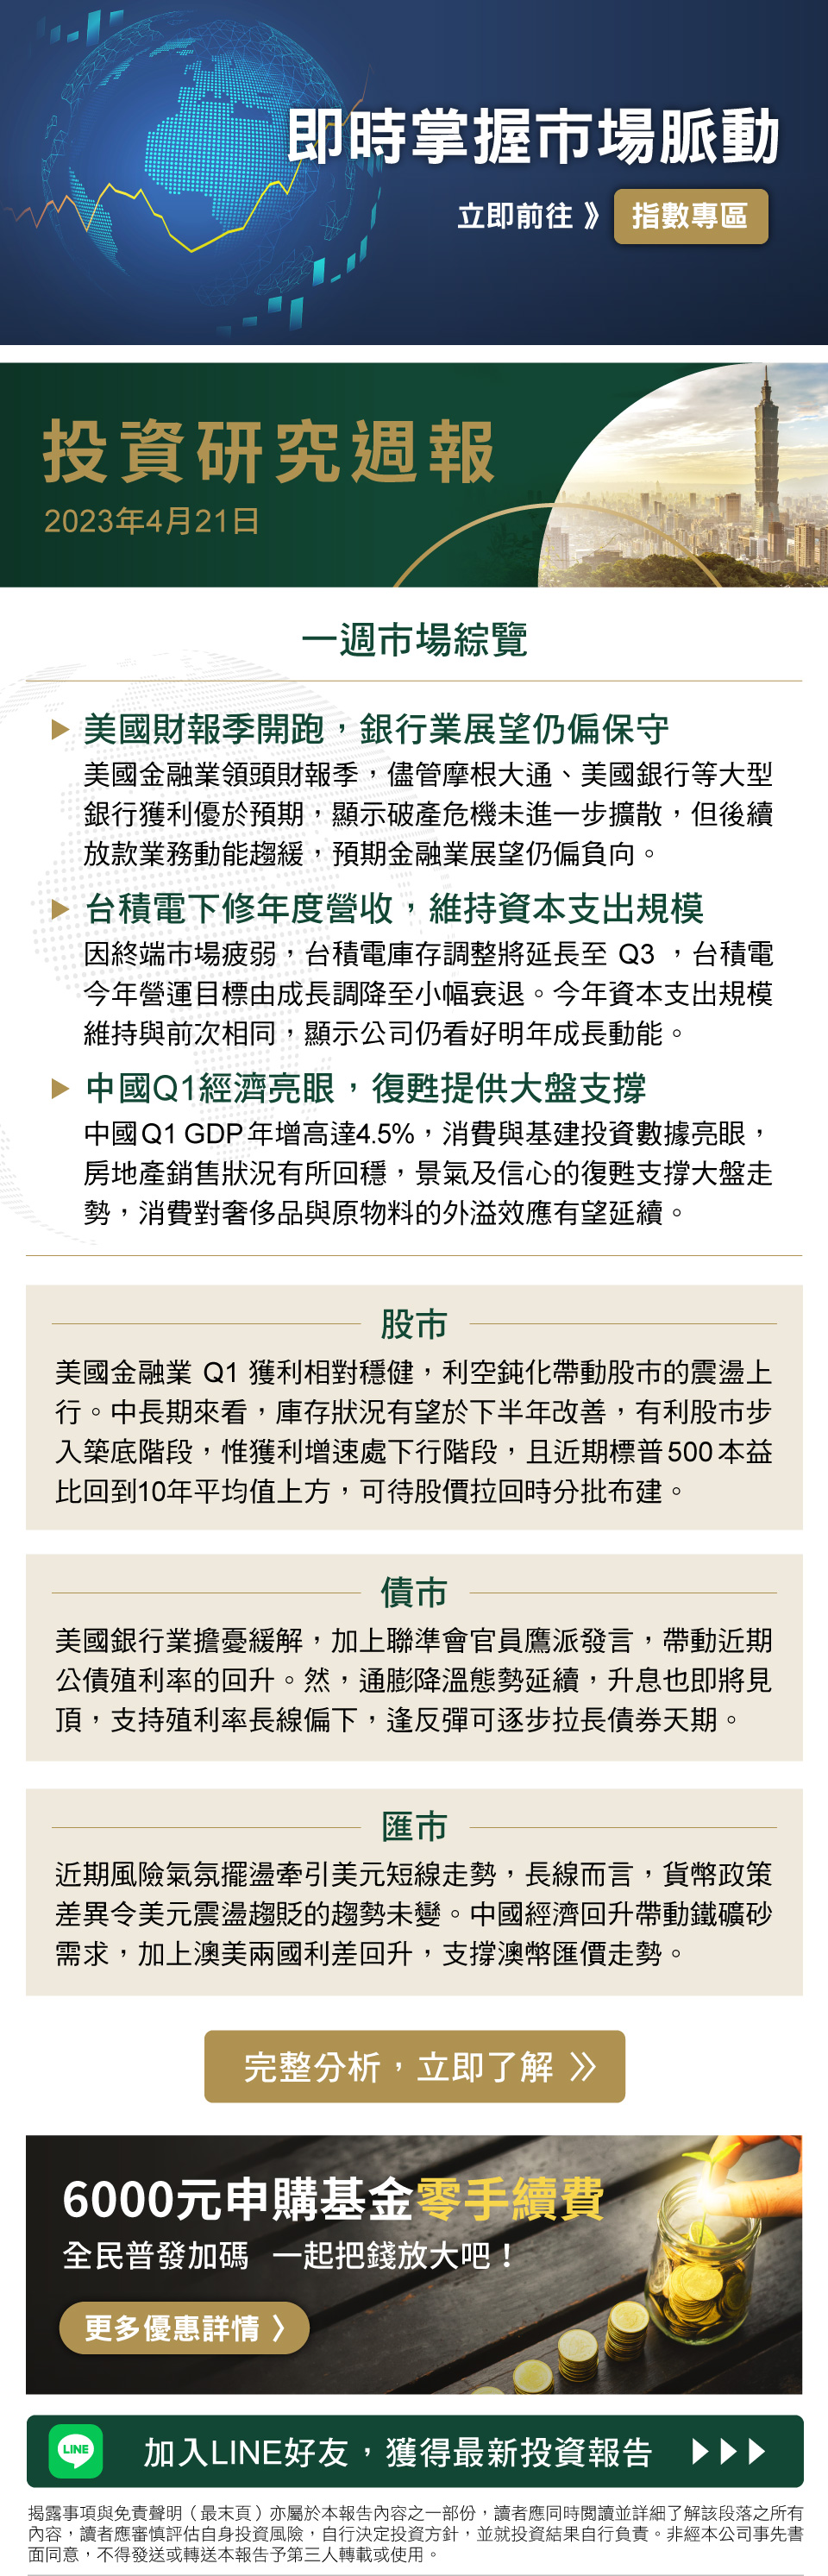 即時掌握市場脈動
立即前往 》 指數專區
投資研究週報
2023年4月21日
一週市場綜覽
美國財報季開跑，銀行業展望仍偏保守
美國金融業領頭財報季，儘管摩根大通、美國銀行等大型
銀行獲利優於預期，顯示破產危機未進一步擴散，但後續
放款業務動能趨緩，預期金融業展望仍偏負向。
台積電下修年度營收，維持資本支出規模
因終端市場疲弱，台積電庫存調整將延長至 Q3 ，台積電
今年營運目標由成長調降至小幅衰退。今年資本支出規模
維持與前次相同，顯示公司仍看好明年成長動能。
中國Q1經濟亮眼，復甦提供大盤支撐
中國Q1 GDP年增高達4.5%，消費與基建投資數據亮眼，
房地產銷售狀況有所回穩，景氣及信心的復甦支撐大盤走
勢，消費對奢侈品與原物料的外溢效應有望延續。
股市
美國金融業 Q1 獲利相對穩健，利空鈍化帶動股市的震盪上
行。中長期來看，庫存狀況有望於下半年改善，有利股市步
入築底階段，惟獲利增速處下行階段，且近期標普500本益
比回到10年平均值上方，可待股價拉回時分批布建。
債市
美國銀行業擔憂緩解，加上聯準會官員鷹派發言，帶動近期
公債殖利率的回升。然，通膨降溫態勢延續，升息也即將見
頂，支持殖利率長線偏下，逢反彈可逐步拉長債券天期。
匯市
近期風險氣氛擺盪牽引美元短線走勢，長線而言，貨幣政策
差異令美元震盪趨貶的趨勢未變。中國經濟回升帶動鐵礦砂
需求，加上澳美兩國利差回升，支撐澳幣匯價走勢。
完整分析，立即了解 》
6000元申購基金零手續費
全民普發加碼 一起把錢放大吧！
更多優惠詳情 〉
LINE 加入LINE好友，獲得最新投資報告
揭露事項與免責聲明（最末頁）亦屬於本報告內容之一部份，讀者應同時閱讀並詳細了解該段落之所有
內容，讀者應審慎評估自身投資風險，自行決定投資方針，並就投資結果自行負責。非經本公司事先書
面同意，不得發送或轉送本報告予第三人轉載或使用。